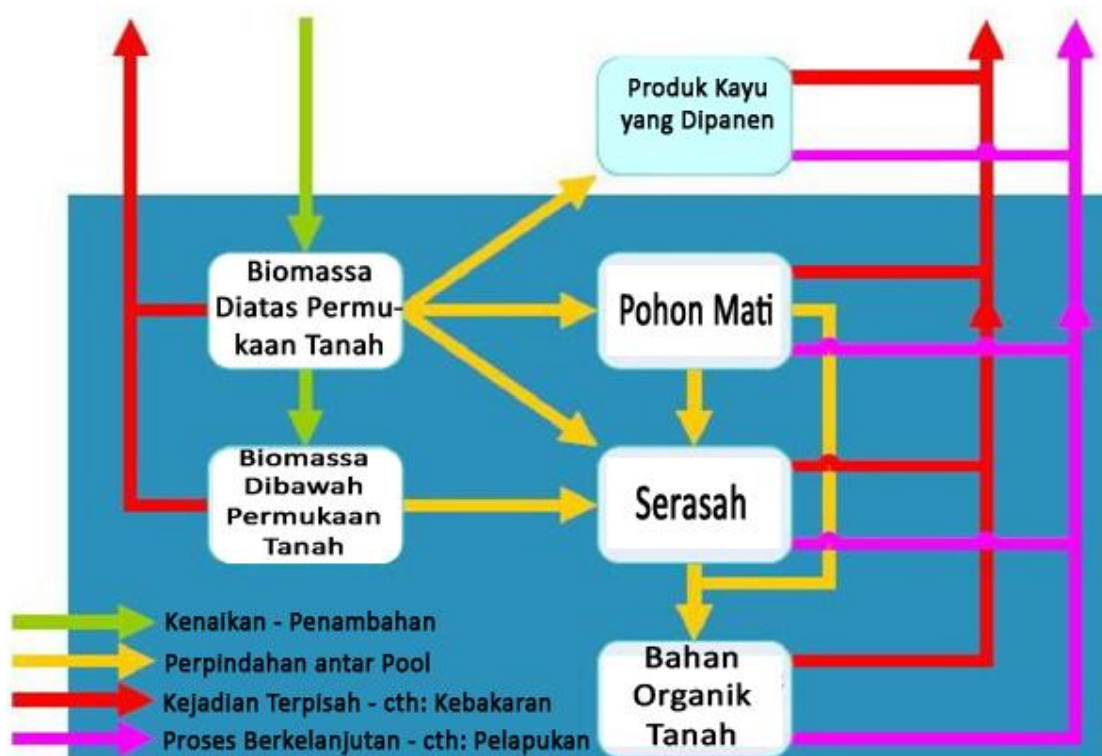 Produk Kayu
yang Dipanen
Biomassa
Diatas Permu-
kaan Tanah
Pohon Mati
Biomassa
Dibawah
Permukaan
Tanah
Serasah
Bahan
Organik
Tanah
Kenaikan - Penambahan
Perpindahan antar Pool
Kejadian Terpisah - cth: Kebakaran
Proses Berkelanjutan - cth: Pelapukan